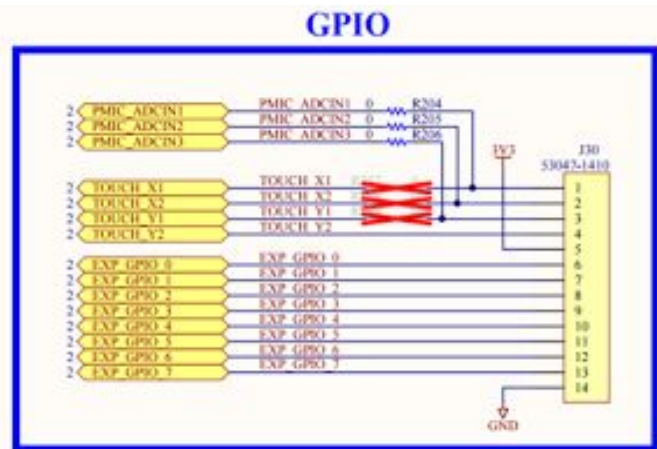 GPIO
2 PMIC_ADCIN1 PMIC_ADCIN1 0 R204
2 PMIC_ADCIN2 PMIC_ADCIN2 0 R205
2 PMIC_ADCIN3 PMIC_ADCIN3 0 R206
3V3 J30
53047-1410
2 TOUCH_X1 TOUCH_X1 1
2 TOUCH_X2 TOUCH_X2 2
2 TOUCH_Y1 TOUCH_Y1 3
2 TOUCH_Y2 TOUCH_Y2 4
5
2 EXP_GPIO_0 EXP_GPIO_0 6
2 EXP_GPIO_1 EXP_GPIO_1 7
2 EXP_GPIO_2 EXP_GPIO_2 8
2 EXP_GPIO_3 EXP_GPIO_3 9
2 EXP_GPIO_4 EXP_GPIO_4 10
2 EXP_GPIO_5 EXP_GPIO_5 11
2 EXP_GPIO_6 EXP_GPIO_6 12
2 EXP_GPIO_7 EXP_GPIO_7 13
14
GND